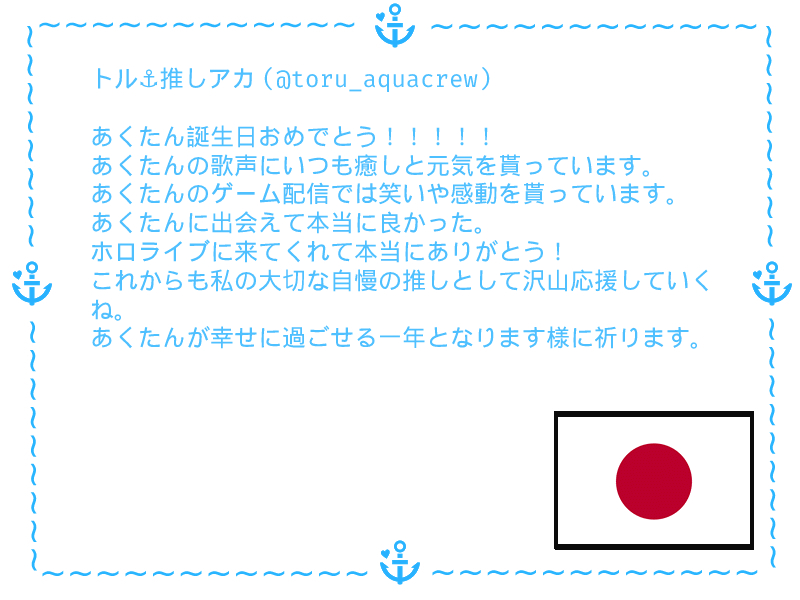 トル⚓推しアカ (@toru_aquacrew)
あくたん誕生日おめでとう！！！！！
あくたんの歌声にいつも癒しと元気を貰っています。
あくたんのゲーム配信では笑いや感動を貰っています。
あくたんに出会えて本当に良かった。
ホロライブに来てくれて本当にありがとう！
これからも私の大切な自慢の推しとして沢山応援していく
ね。
あくたんが幸せに過ごせる一年となります様に祈ります。